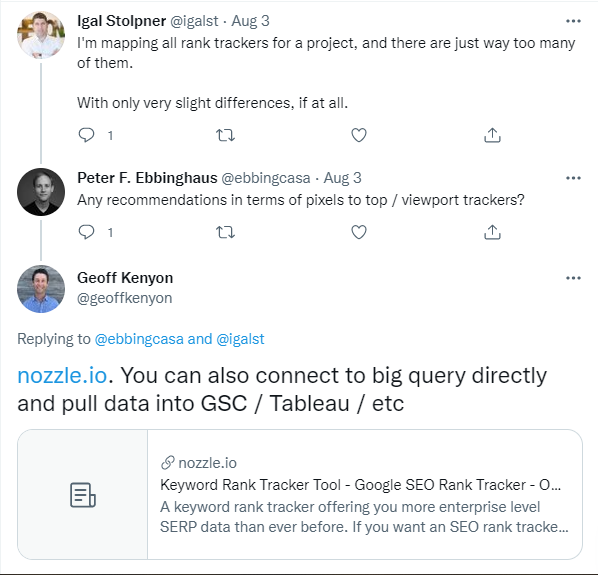 Igal Stolpner @igalst · Aug 3
I'm mapping all rank trackers for a project, and there are just way too many
of them.
With only very slight differences, if at all.
1
Peter F. Ebbinghaus @ebbingcasa · Aug 3
Any recommendations in terms of pixels to top / viewport trackers?
1
Geoff Kenyon
@geoffkenyon
Replying to @ebbingcasa and @igalst
nozzle.io. You can also connect to big query directly
and pull data into GSC / Tableau / etc
nozzle.io
Keyword Rank Tracker Tool - Google SEO Rank Tracker - O...
A keyword rank tracker offering you more enterprise level
SERP data than ever before. If you want an SEO rank tracke...